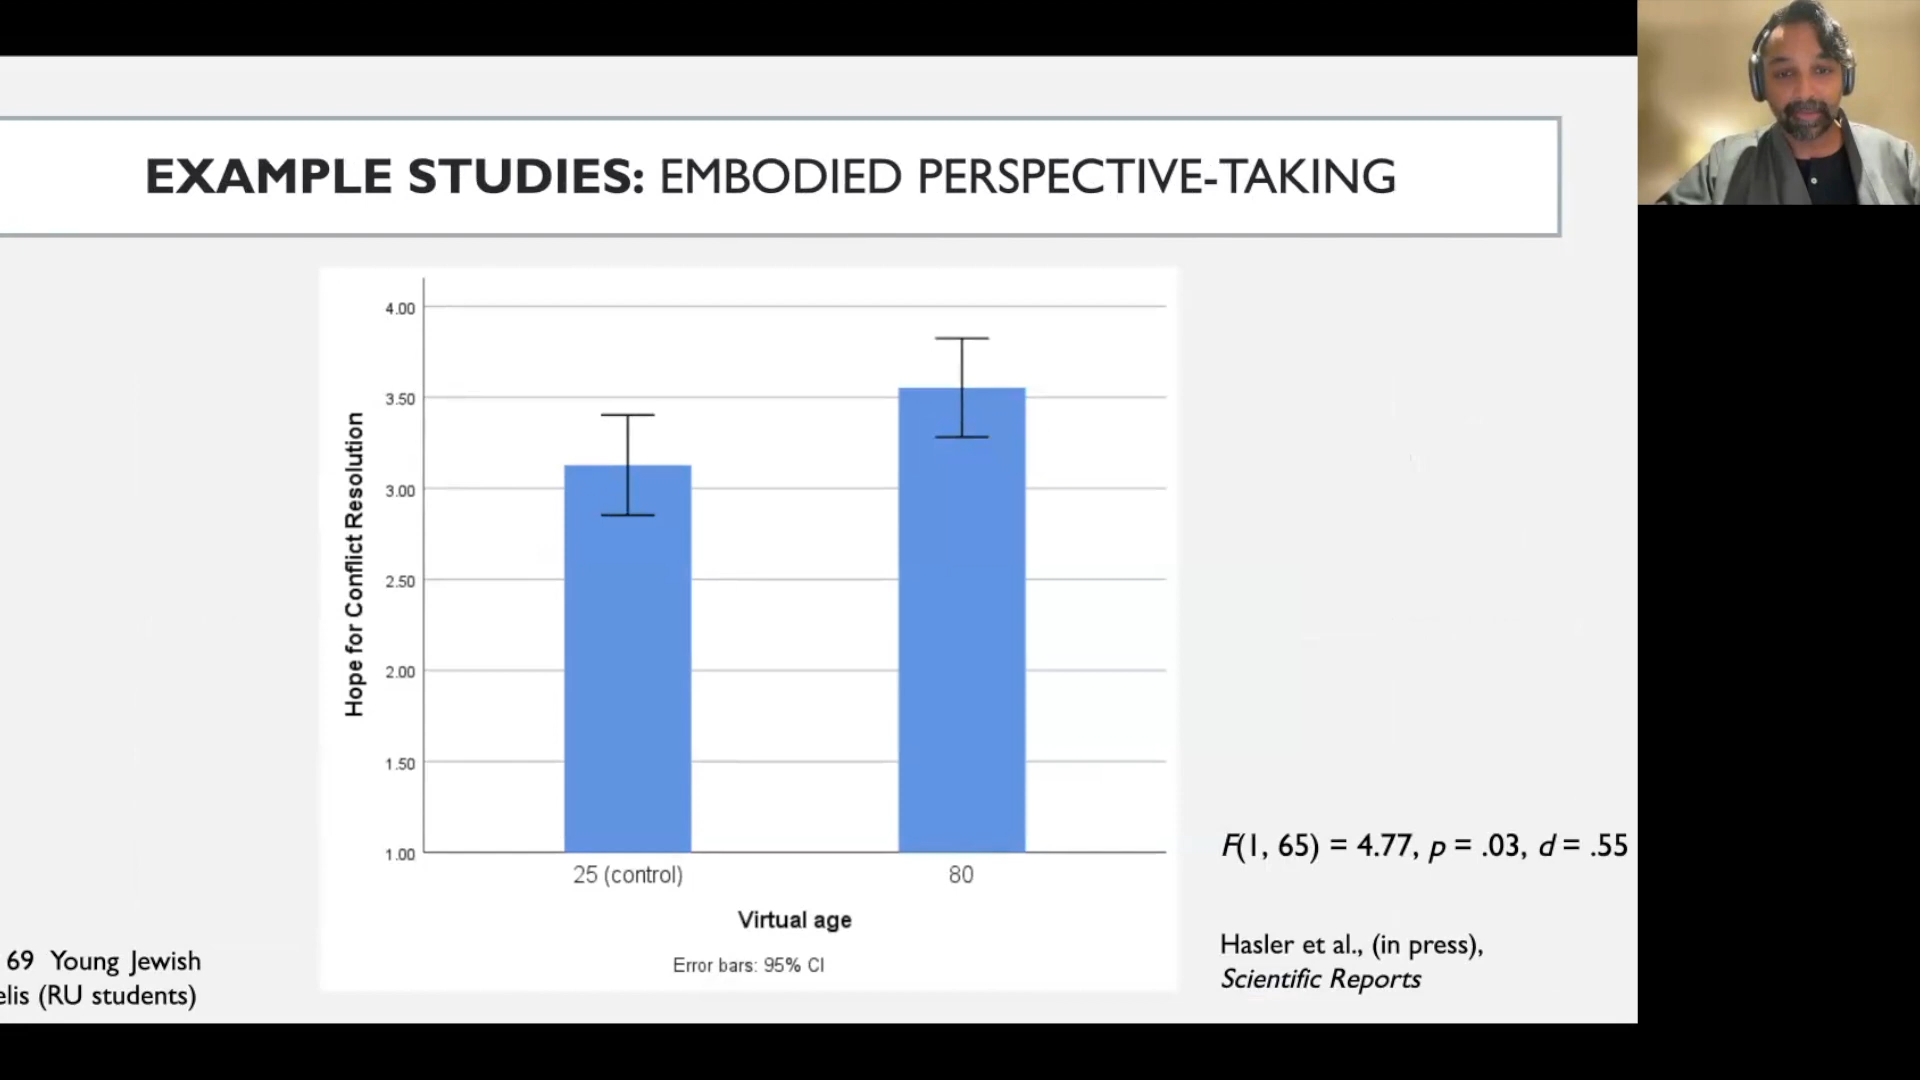 EXAMPLE STUDIES: EMBODIED PERSPECTIVE-TAKING
Hope for Conflict Resolution
4.00
3.50
3.00
2.50
2.00
1.50
1.00
25 (control)
80
Virtual age
Error bars: 95% CI
F(1, 65) = 4.77, p = .03, d = .55
Hasler et al., (in press),
Scientific Reports
69 Young Jewish
elis (RU students)